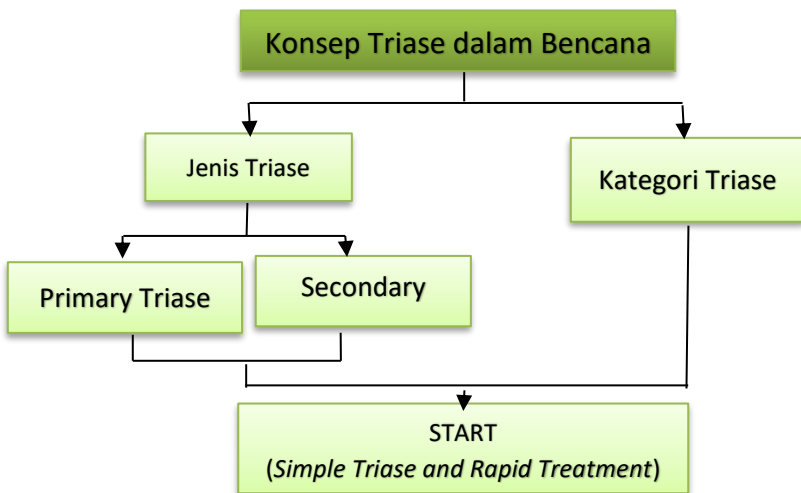 Konsep Triase dalam Bencana
Jenis Triase
Kategori Triase
Primary Triase
Secondary
START
(Simple Triase and Rapid Treatment)